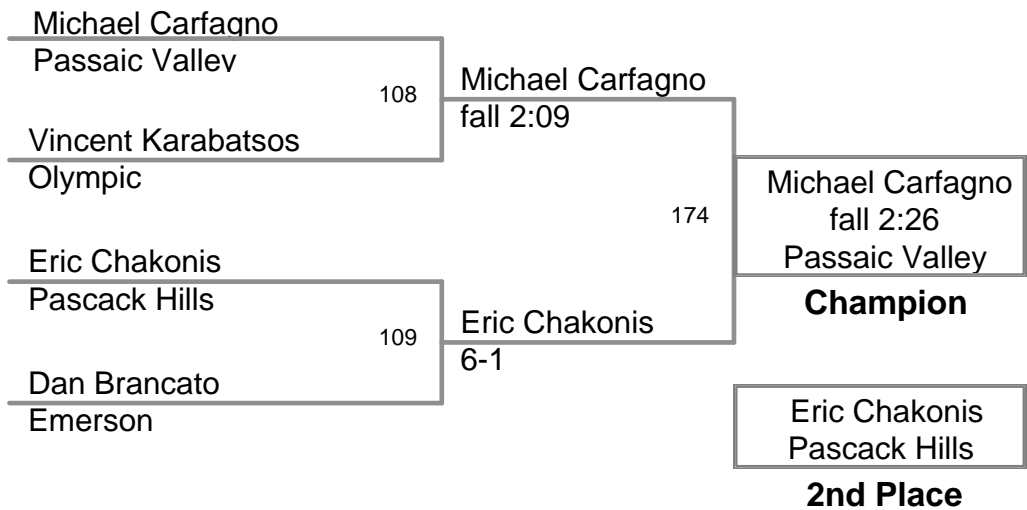 Michael Carfagno
Passaic Valley
108
Vincent Karabatsos
Olympic
Michael Carfagno
fall 2:09
174
Michael Carfagno
fall 2:26
Passaic Valley
Champion
Eric Chakonis
Pascack Hills
109
Dan Brancato
Emerson
Eric Chakonis
6-1
Eric Chakonis
Pascack Hills
2nd Place